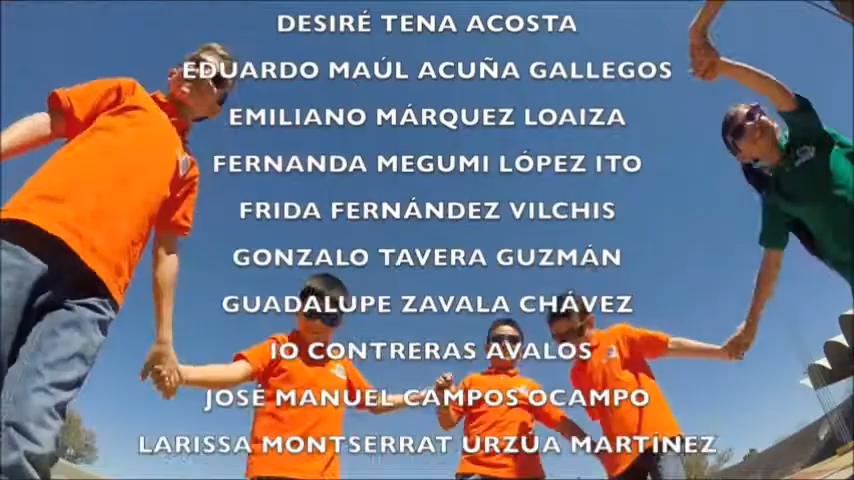 DESIRÉ TENA ACOSTA
EDUARDO MAÚL ACUÑA GALLEGOS
EMILIANO MÁRQUEZ LOAIZA
FERNANDA MEGUMI LÓPEZ ITO
FRIDA FERNÁNDEZ VILCHIS
GONZALO TAVERA GUZMÁN
GUADALUPE ZAVALA CHÁVEZ
IO CONTRERAS AVALOS
JOSÉ MANUEL CAMPOS OCAMPO
LARISSA MONTSERRAT URZÚA MARTÍNEZ